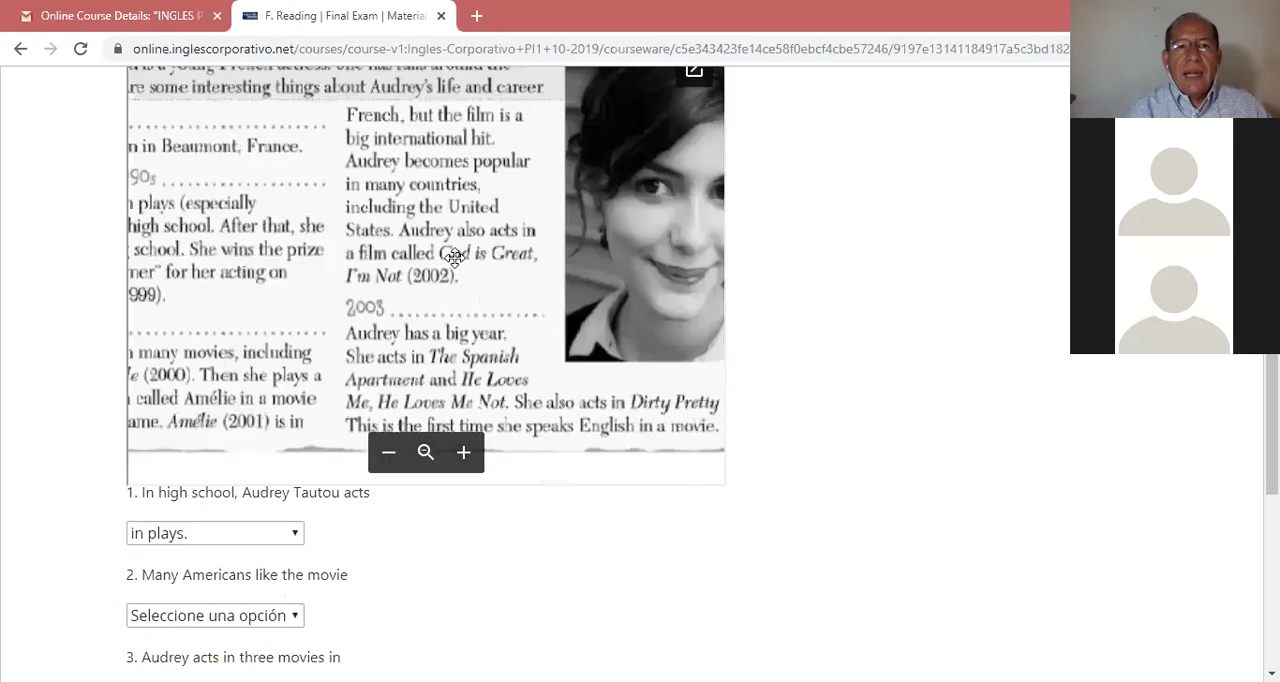 Online Course Details: "INGLES P
F. Reading | Final Exam | Materia
online.inglescorporativo.net/courses/course-v1:Ingles-Corporativo+PI1+10-2019/courseware/c5e343423fe14ce58f0ebcf4cbe57246/9197e13141184917a5c3bd182
re some interesting things about Audrey's life and career
n in Beaumont, France.
90s
n plays (especially
high school. After that, she
school. She wins the prize
ner" for her acting on
999).
n many movies, including
e (2000). Then she plays a
called Amélie in a movie
ame. Amélie (2001) is in
French, but the film is a
big international hit.
Audrey becomes popular
in many countries,
including the United
States. Audrey also acts in
a film called God is Great,
I'm Not (2002).
2003
Audrey has a big year.
She acts in The Spanish
Apartment and He Loves
Me, He Loves Me Not. She also acts in Dirty Pretty
This is the first time she speaks English in a movie.
1. In high school, Audrey Tautou acts
in plays.
2. Many Americans like the movie
Seleccione una opción
3. Audrey acts in three movies in